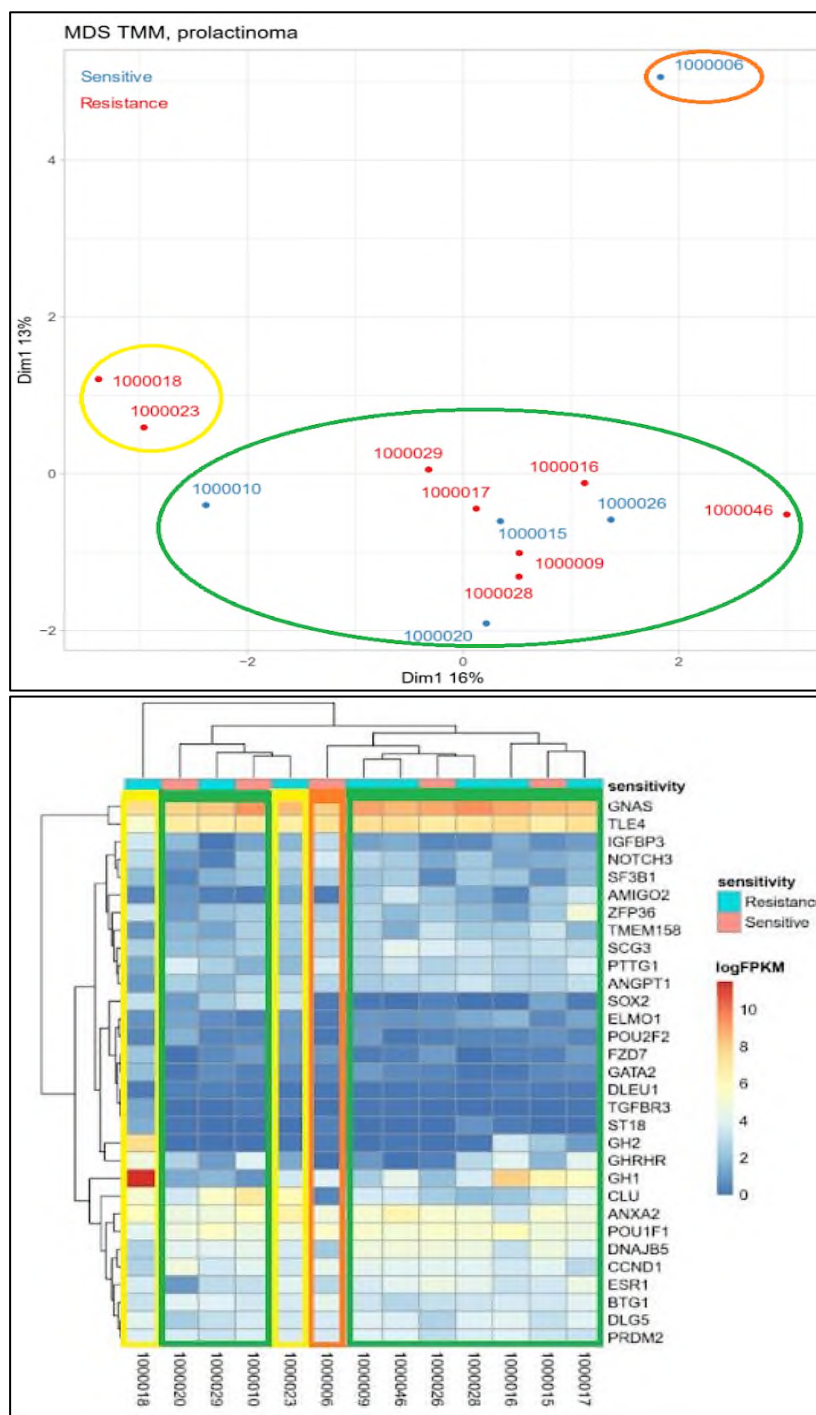 MDS TMM, prolactinoma
Sensitive
Resistance
1000006
1000018
1000023
1000010
1000029
1000017
1000016
1000015
1000026
1000046
1000009
1000028
1000020
4
2
0
−2
Dim1 13%
−2
0
2
Dim1 16%
sensitivity
GNAS
TLE4
IGFBP3
NOTCH3
SF3B1
AMIGO2
ZFP36
TMEM158
SCG3
PTTG1
ANGPT1
SOX2
ELMO1
POU2F2
FZD7
GATA2
DLEU1
TGFBR3
ST18
GH2
GHRHR
GH1
CLU
ANXA2
POU1F1
DNAJB5
CCND1
ESR1
BTG1
DLG5
PRDM2
1000018
1000020
1000029
1000010
1000023
1000006
1000009
1000046
1000026
1000028
1000016
1000015
1000017
sensitivity
Resistance
Sensitive
logFPKM
10
8
6
4
2
0